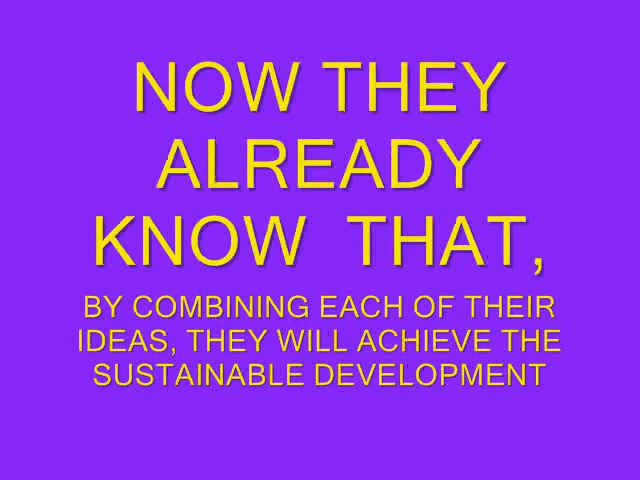 NOW THEY
ALREADY
KNOW  THAT,
BY COMBINING EACH OF THEIR
IDEAS, THEY WILL ACHIEVE THE
SUSTAINABLE DEVELOPMENT